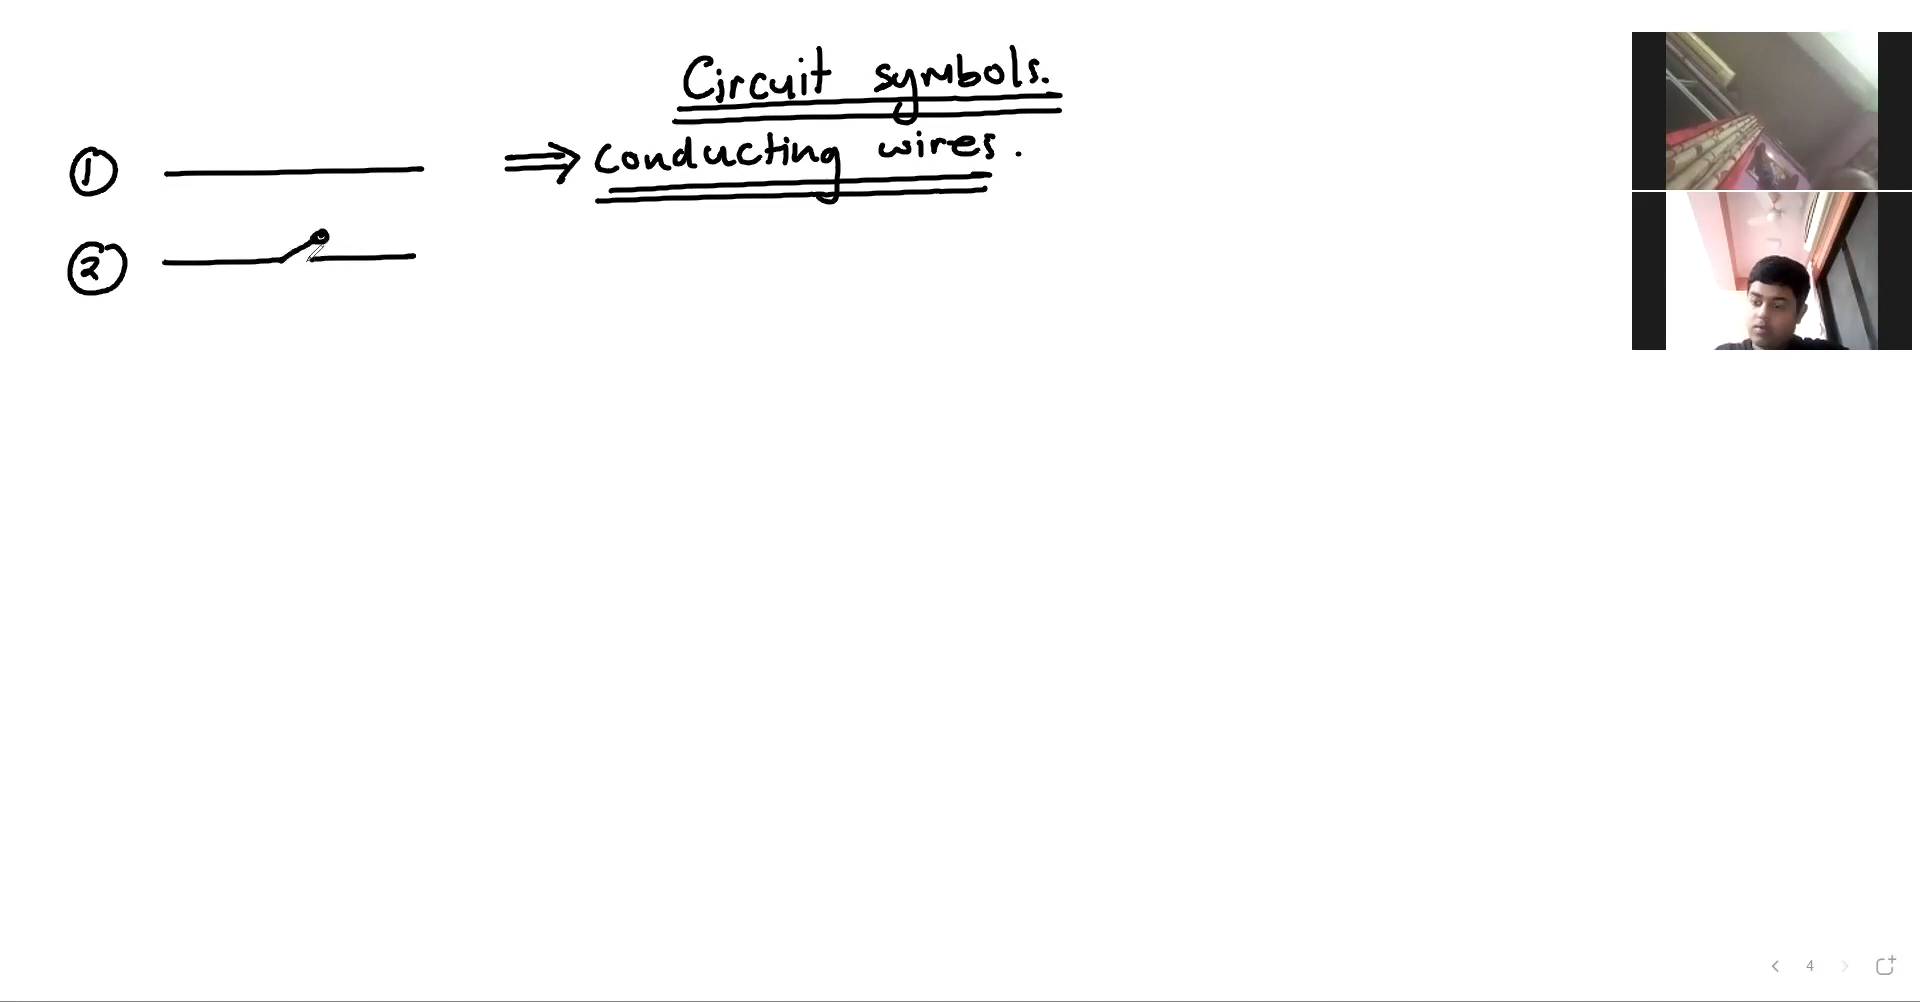 Circuit symbols.
① ⇒ conducting wires.
②
4